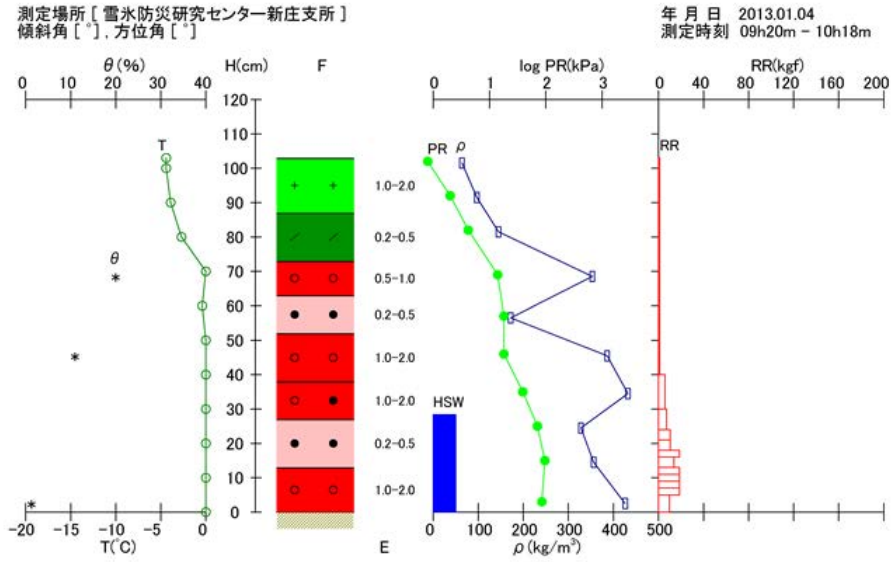 測定場所 [ 雪氷防災研究センター新庄支所 ]
傾斜角 [ °], 方位角 [ °]
年 月 日 2013.01.04
測定時刻 09h20m − 10h18m
θ(%) H(cm) F log PR(kPa) RR(kgf)
0 10 20 30 40
0 1 2 3
0 40 80 120 160 200
120
110
100
90
80
70
60
50
40
30
20
10
0
T
θ
*
*
*
1.0-2.0
0.2-0.5
0.5-1.0
0.2-0.5
1.0-2.0
1.0-2.0
0.2-0.5
1.0-2.0
PR ρ
HSW
RR
-20 -15 -10 -5 0
T(°C)
E
0 100 200 300 400 500
ρ(kg/m³)